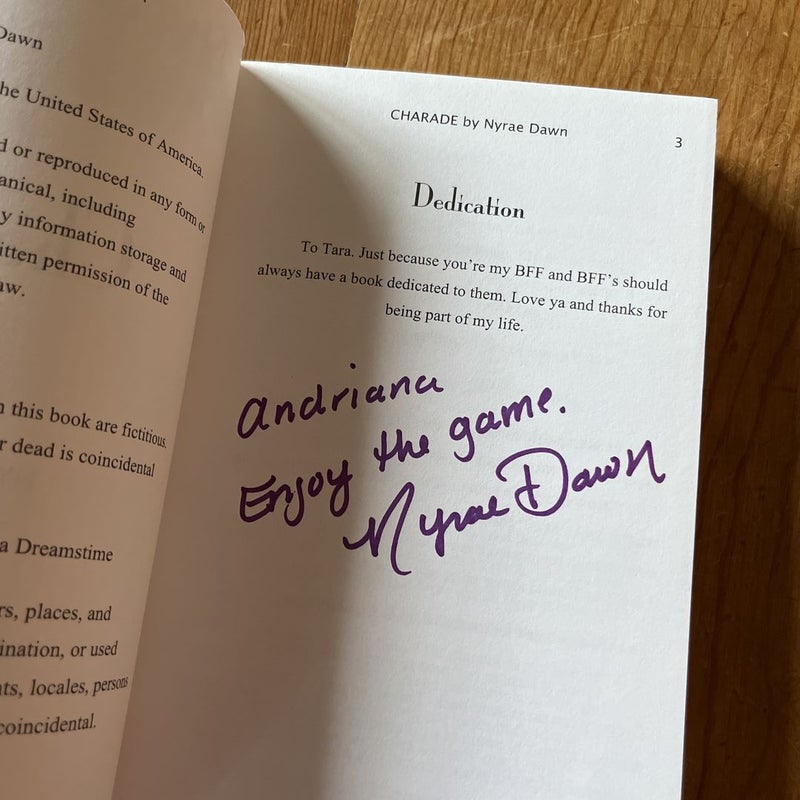 Dawn
he United States of America.
d or reproduced in any form or
anical, including
y information storage and
itten permission of the
aw.
n this book are fictitious.
r dead is coincidental
a Dreamstime
rs, places, and
ination, or used
ts, locales, persons
coincidental.
CHARADE by Nyrae Dawn
3
Dedication
To Tara. Just because you're my BFF and BFF's should
always have a book dedicated to them. Love ya and thanks for
being part of my life.
Andriana
Enjoy the game.
Nyrae Dawn